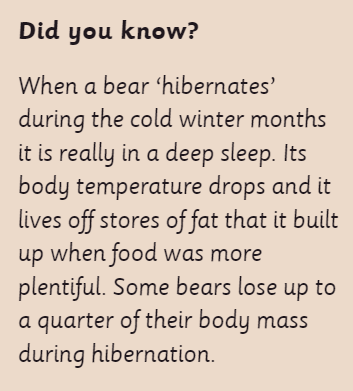 Did you know?
When a bear ‘hibernates’
during the cold winter months
it is really in a deep sleep. Its
body temperature drops and it
lives off stores of fat that it built
up when food was more
plentiful. Some bears lose up to
a quarter of their body mass
during hibernation.